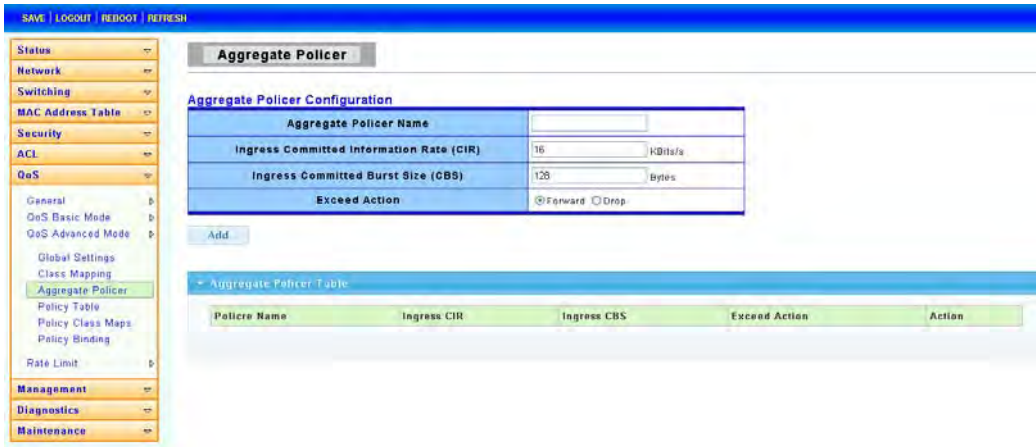 SAVE | LOGOUT | REBOOT | REFRESH
Status
Network
Switching
MAC Address Table
Security
ACL
QoS
General
QoS Basic Mode
QoS Advanced Mode
Global Settings
Class Mapping
Aggregate Policer
Policy Table
Policy Class Maps
Policy Binding
Rate Limit
Management
Diagnostics
Maintenance
Aggregate Policer
Aggregate Policer Configuration
Aggregate Policer Name
Ingress Committed Information Rate (CIR) 16 KBits/s
Ingress Committed Burst Size (CBS) 128 Bytes
Exceed Action Forward Drop
Add
Aggregate Policer Table
Policre Name Ingress CIR Ingress CBS Exceed Action Action